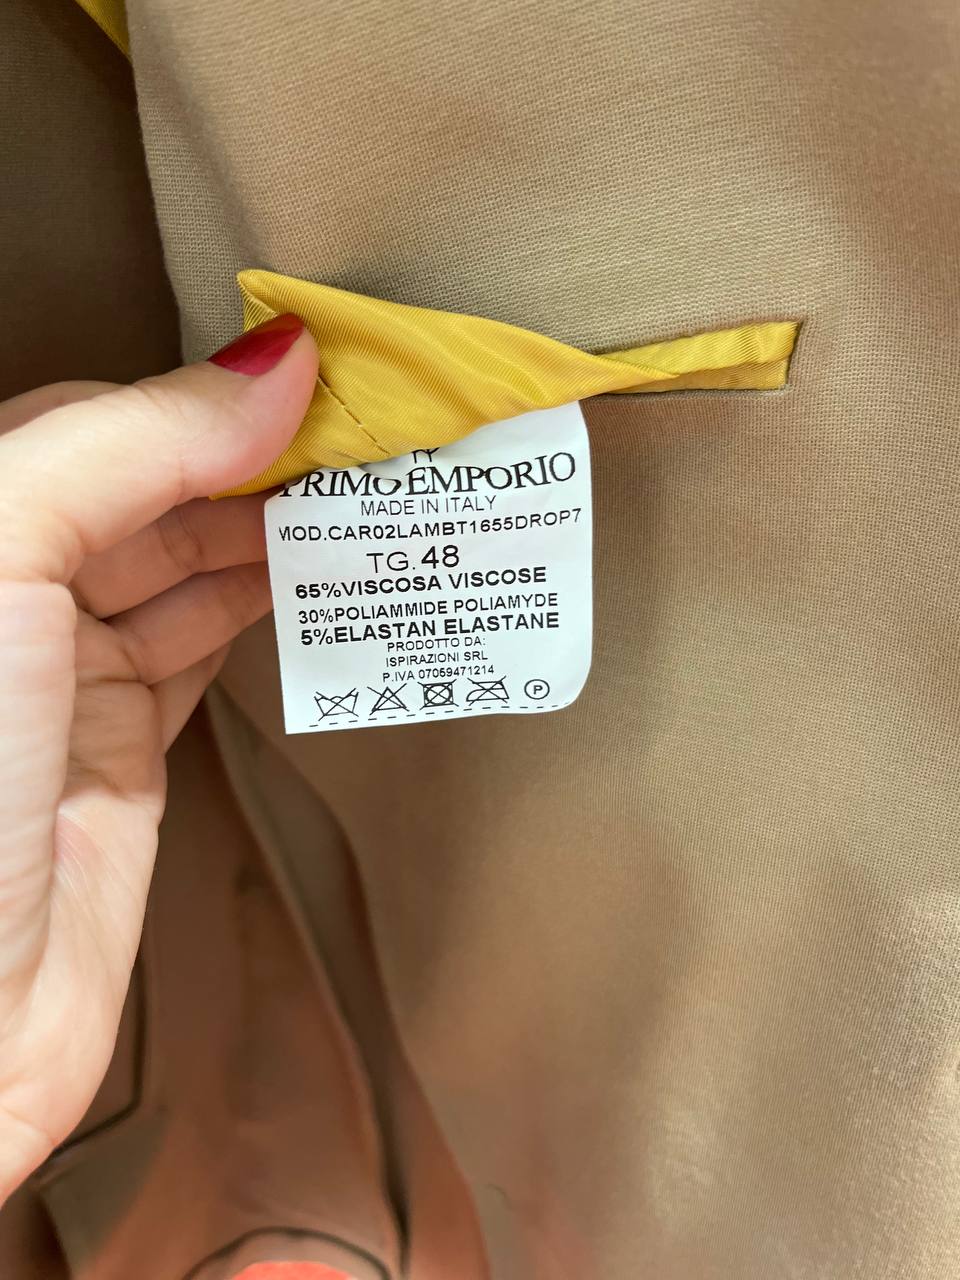 PRIMO EMPORIO
MADE IN ITALY
MOD.CAR02LAMBT1655DROP7
TG.48
65%VISCOSA VISCOSE
30%POLIAMMIDE POLIAMYDE
5%ELASTAN ELASTANE
PRODOTTO DA:
ISPIRAZIONI SRL
P.IVA 07059471214
P